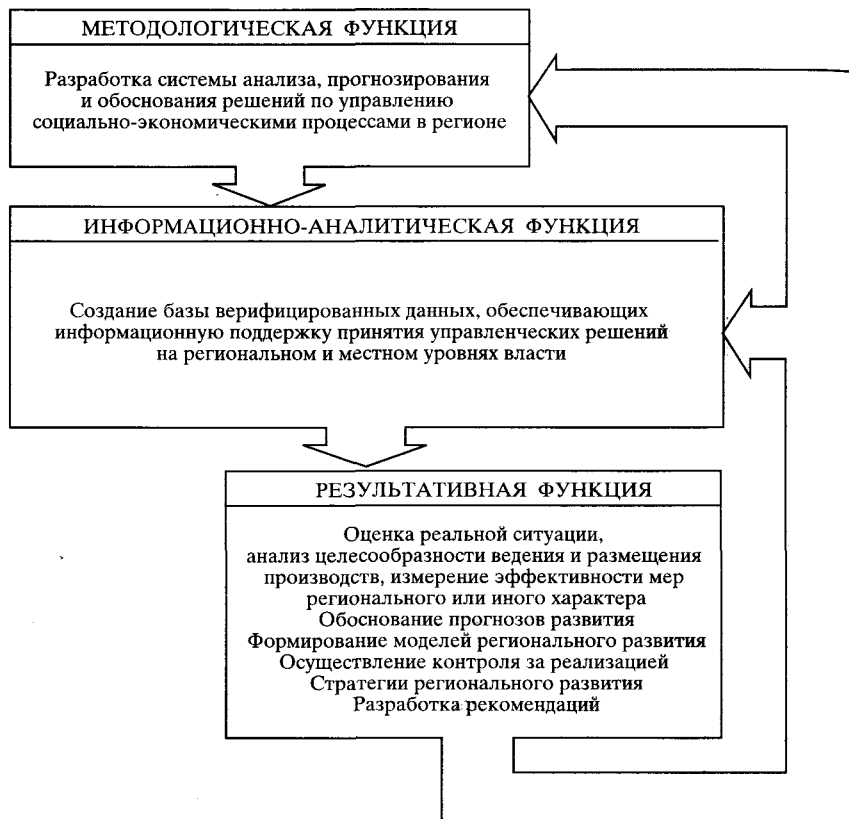 МЕТОДОЛОГИЧЕСКАЯ ФУНКЦИЯ
Разработка системы анализа, прогнозирования
и обоснования решений по управлению
социально-экономическими процессами в регионе
ИНФОРМАЦИОННО-АНАЛИТИЧЕСКАЯ ФУНКЦИЯ
Создание базы верифицированных данных, обеспечивающих
информационную поддержку принятия управленческих решений
на региональном и местном уровнях власти
РЕЗУЛЬТАТИВНАЯ ФУНКЦИЯ
Оценка реальной ситуации,
анализ целесообразности ведения и размещения
производств, измерение эффективности мер
регионального или иного характера
Обоснование прогнозов развития
Формирование моделей регионального развития
Осуществление контроля за реализацией
Стратегии регионального развития
Разработка рекомендаций